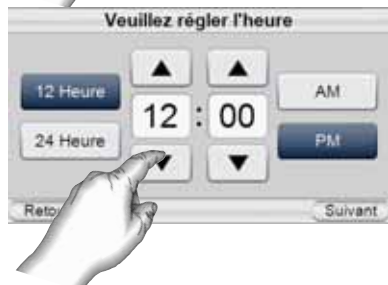 Veuillez régler l'heure
12 Heure
AM
12 : 00
24 Heure
PM
Suivant